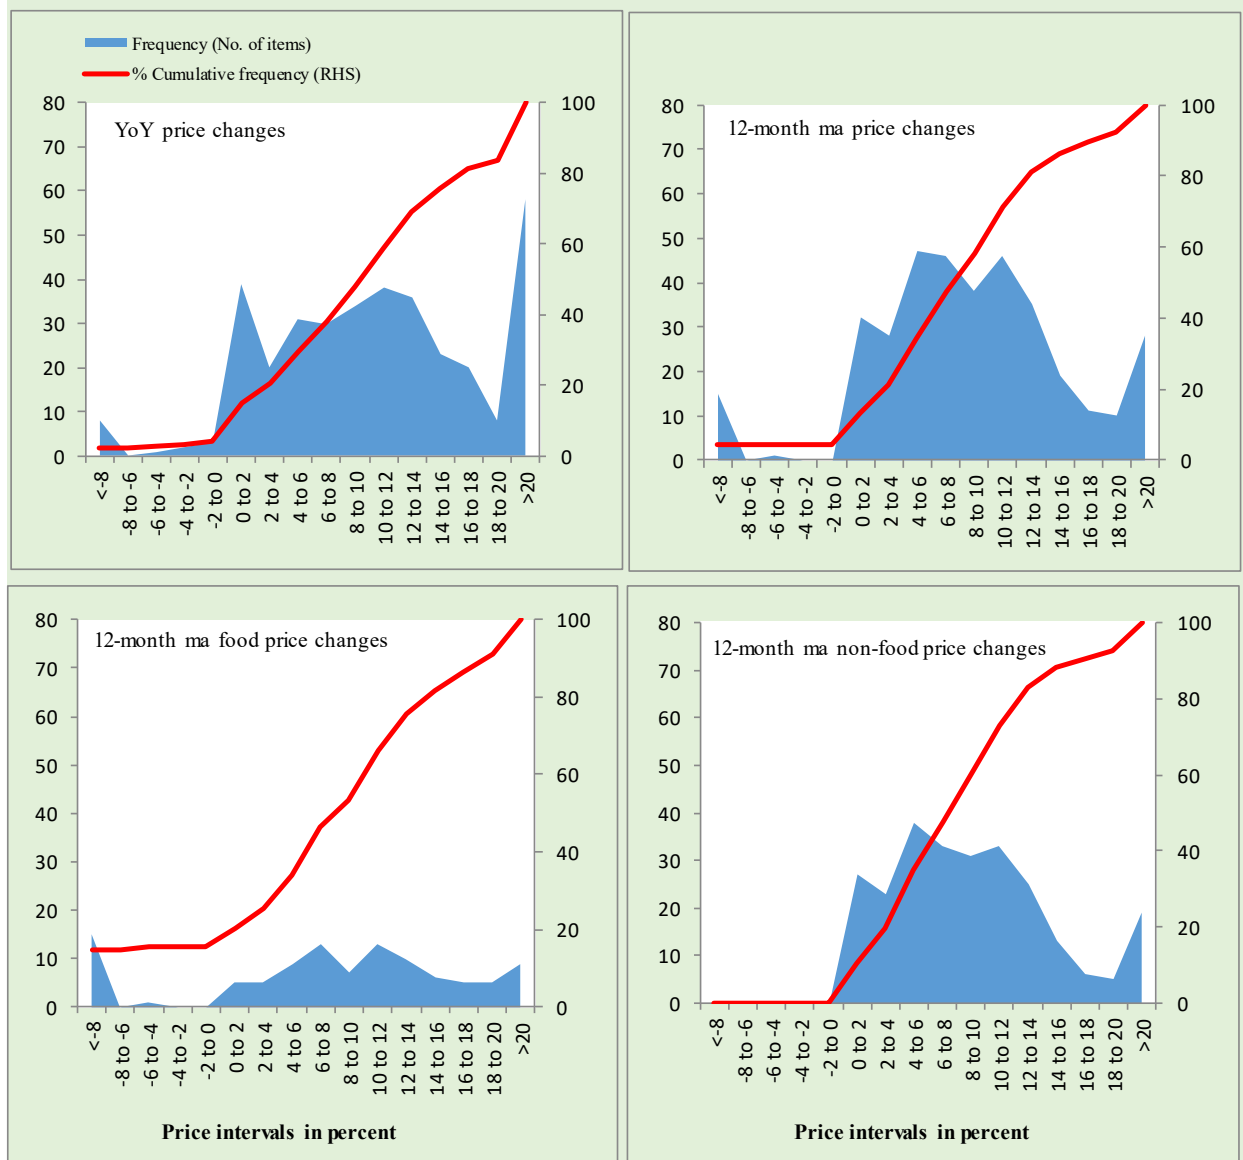 Frequency (No. of items)
% Cumulative frequency (RHS)
YoY price changes
80
70
60
50
40
30
20
10
0
100
80
60
40
20
0
<-8
-8 to -6
-6 to -4
-4 to -2
-2 to 0
0 to 2
2 to 4
4 to 6
6 to 8
8 to 10
10 to 12
12 to 14
14 to 16
16 to 18
18 to 20
>20
12-month ma price changes
80
70
60
50
40
30
20
10
0
100
80
60
40
20
0
<-8
-8 to -6
-6 to -4
-4 to -2
-2 to 0
0 to 2
2 to 4
4 to 6
6 to 8
8 to 10
10 to 12
12 to 14
14 to 16
16 to 18
18 to 20
>20
12-month ma food price changes
80
70
60
50
40
30
20
10
0
100
80
60
40
20
0
<-8
-8 to -6
-6 to -4
-4 to -2
-2 to 0
0 to 2
2 to 4
4 to 6
6 to 8
8 to 10
10 to 12
12 to 14
14 to 16
16 to 18
18 to 20
>20
Price intervals in percent
12-month ma non-food price changes
80
70
60
50
40
30
20
10
0
100
80
60
40
20
0
<-8
-8 to -6
-6 to -4
-4 to -2
-2 to 0
0 to 2
2 to 4
4 to 6
6 to 8
8 to 10
10 to 12
12 to 14
14 to 16
16 to 18
18 to 20
>20
Price intervals in percent